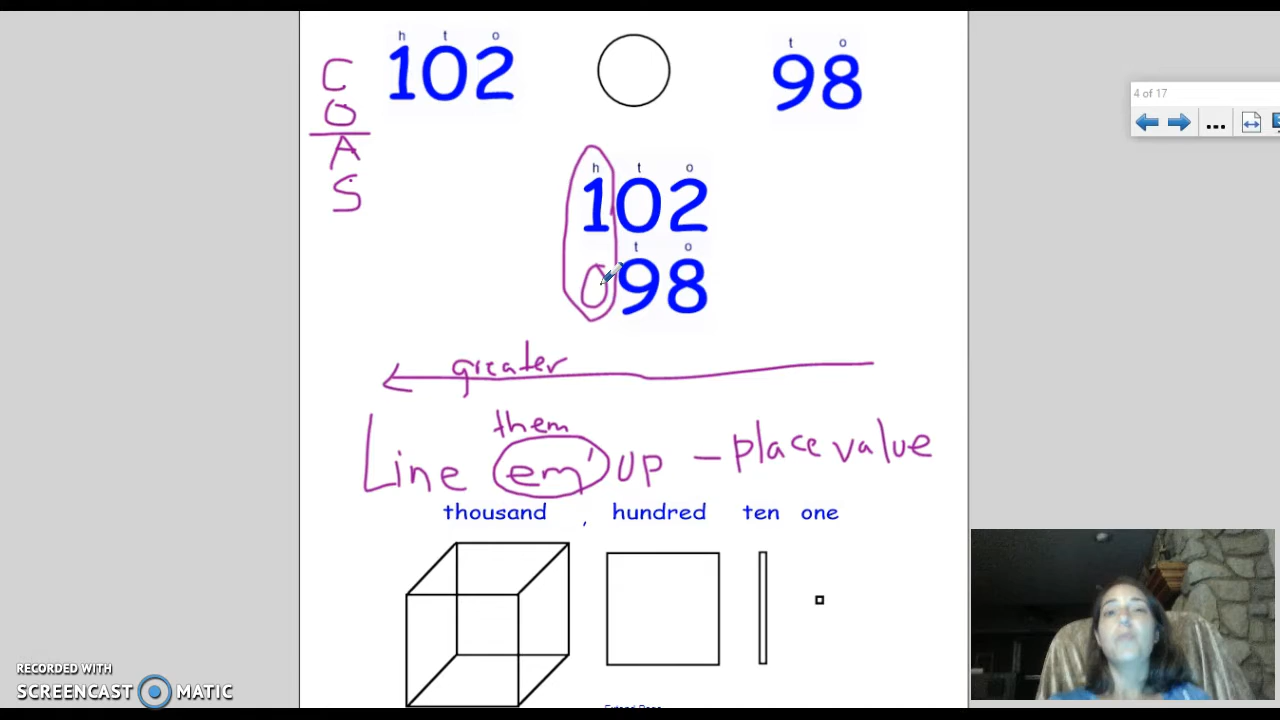 h t o
102
t o
98
C
O
A
S
4 of 17
...
h t o
102
t o
098
greater
them
Line em' up - place value
thousand , hundred ten one
RECORDED WITH
SCREENCAST MATIC